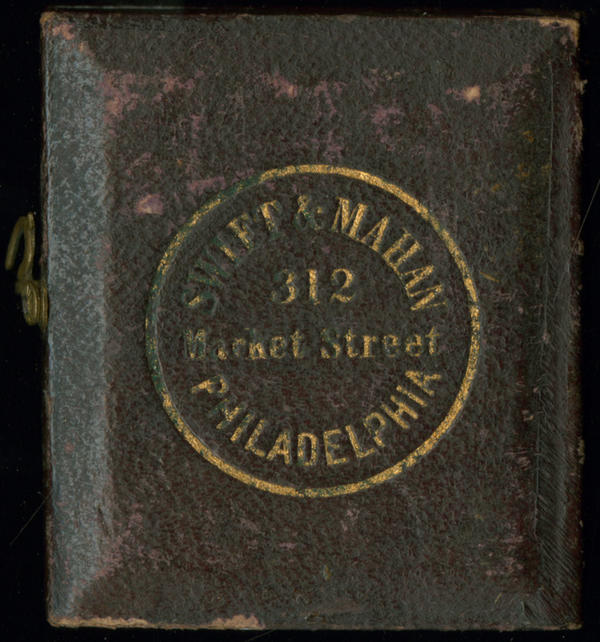 SWIFT & MAHAN
312
Market Street
PHILADELPHIA